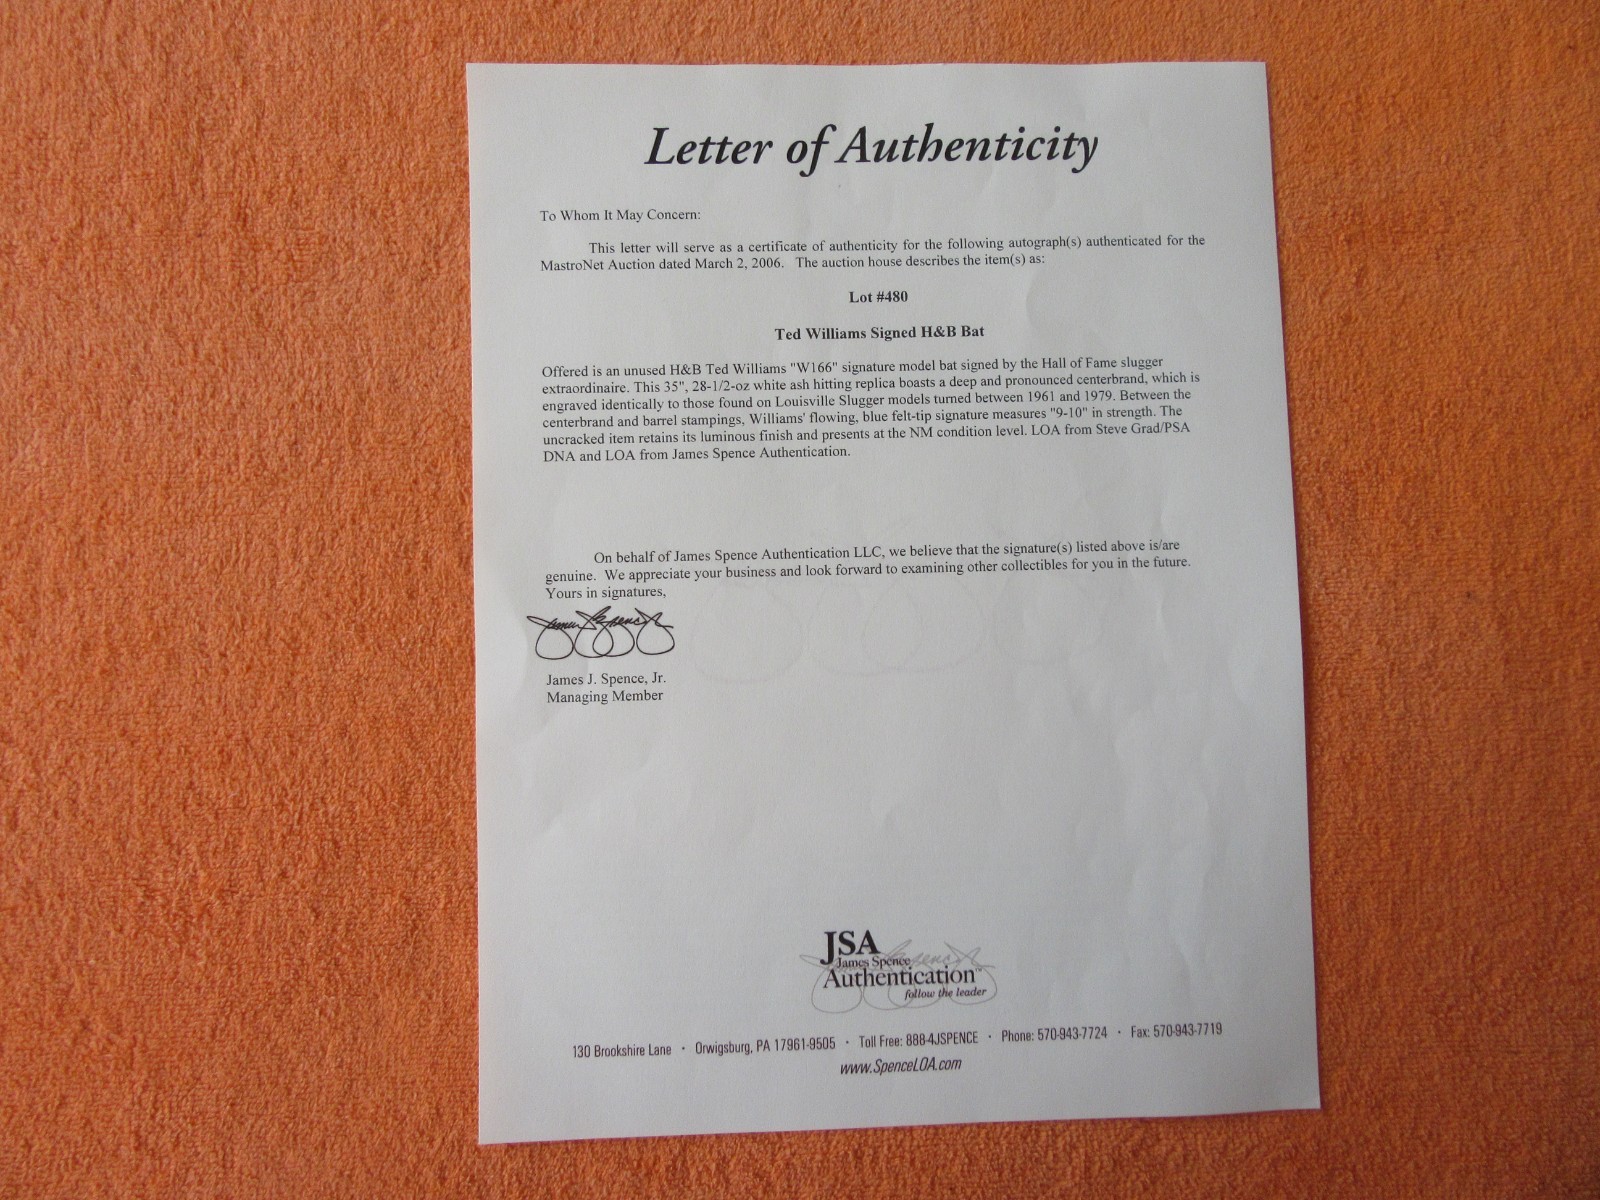 Letter of Authenticity
To Whom It May Concern:
This letter will serve as a certificate of authenticity for the following autograph(s) authenticated for the
MastroNet Auction dated March 2, 2006. The auction house describes the item(s) as:
Lot #480
Ted Williams Signed H&B Bat
Offered is an unused H&B Ted Williams "W166" signature model bat signed by the Hall of Fame slugger
extraordinaire. This 35", 28-1/2-oz white ash hitting replica boasts a deep and pronounced centerbrand, which is
engraved identically to those found on Louisville Slugger models turned between 1961 and 1979. Between the
centerbrand and barrel stampings, Williams' flowing, blue felt-tip signature measures "9-10" in strength. The
uncracked item retains its luminous finish and presents at the NM condition level. LOA from Steve Grad/PSA
DNA and LOA from James Spence Authentication.
On behalf of James Spence Authentication LLC, we believe that the signature(s) listed above is/are
genuine. We appreciate your business and look forward to examining other collectibles for you in the future.
Yours in signatures,
James J. Spence, Jr.
James J. Spence, Jr.
Managing Member
JSA
James Spence
Authentication™
follow the leader
130 Brookshire Lane · Orwigsburg, PA 17961-9505 · Toll Free: 888-4JSPENCE · Phone: 570-943-7724 · Fax: 570-943-7719
www.SpenceLOA.com